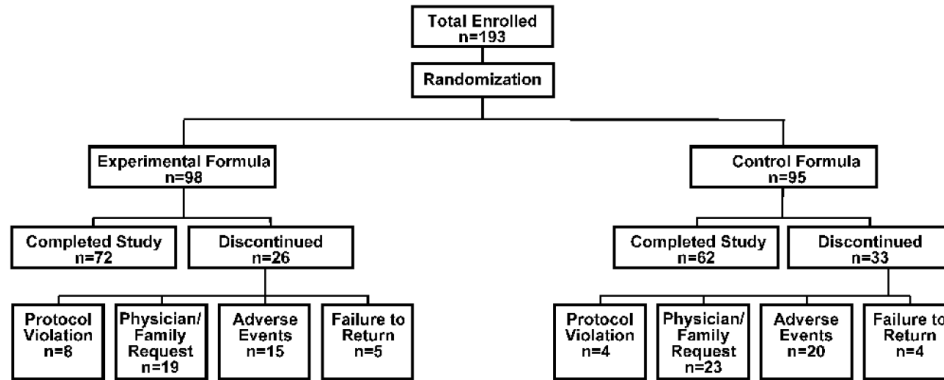 Total Enrolled
n=193
Randomization
Experimental Formula
n=98
Control Formula
n=95
Completed Study
n=72
Discontinued
n=26
Completed Study
n=62
Discontinued
n=33
Protocol
Violation
n=8
Physician/
Family
Request
n=19
Adverse
Events
n=15
Failure to
Return
n=5
Protocol
Violation
n=4
Physician/
Family
Request
n=23
Adverse
Events
n=20
Failure to
Return
n=4